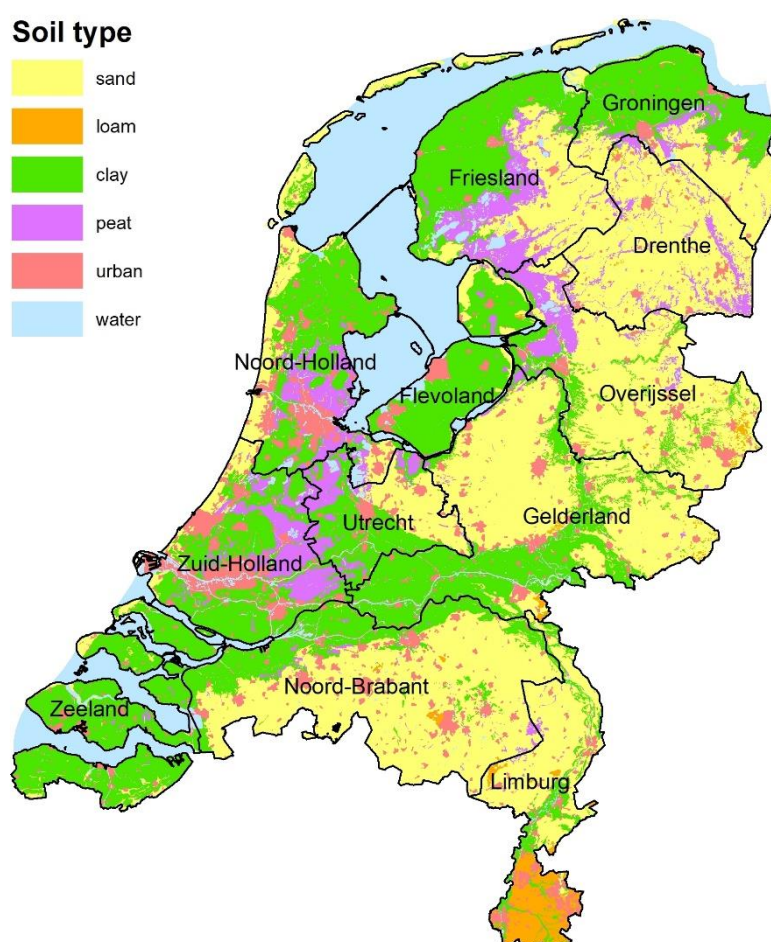 Soil type
sand
loam
clay
peat
urban
water
Groningen
Friesland
Drenthe
Noord-Holland
Flevoland
Overijssel
Utrecht
Gelderland
Zuid-Holland
Noord-Brabant
Zeeland
Limburg